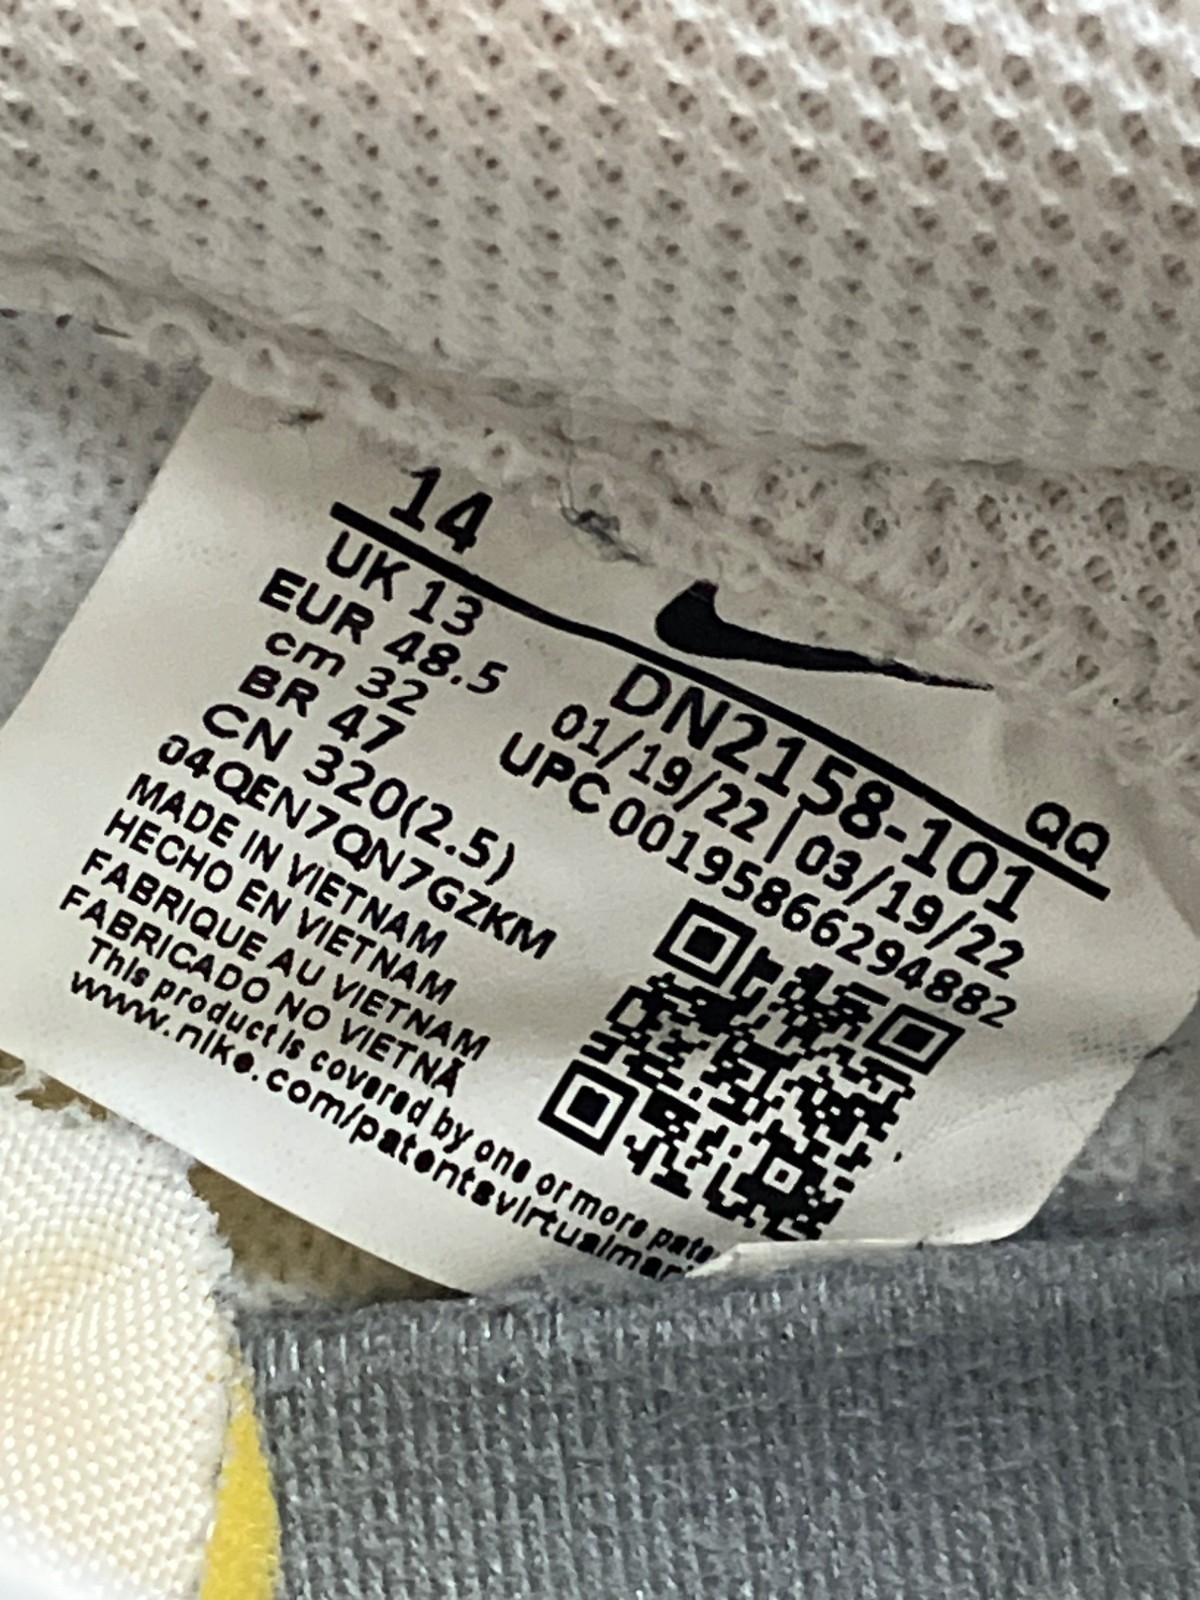 14
UK 13
EUR 48.5
cm 32
BR 47
CN 320(2.5)
04QEN7QN7GZKM
MADE IN VIETNAM
HECHO EN VIETNAM
FABRIQUE AU VIETNAM
FABRICADO NO VIETNÃ
This product is covered by one or more
www.nike.com/patentsvirtualmar
QQ
DN2158-101
01/19/22 | 03/19/22
UPC 00195866294882